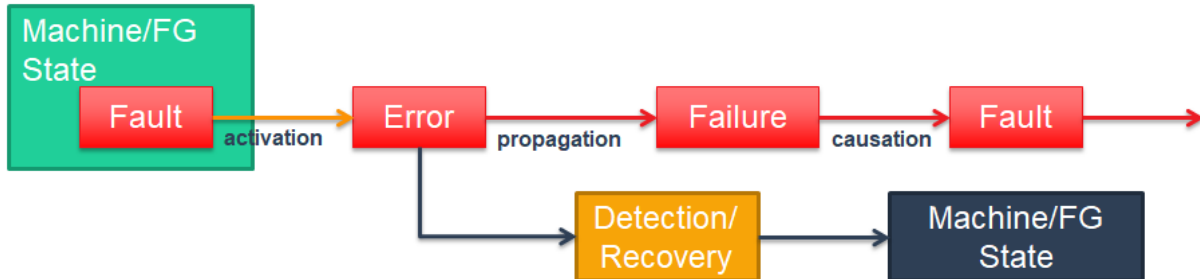 Machine/FG
State
Fault
activation
Error
propagation
Failure
causation
Fault
Detection/
Recovery
Machine/FG
State